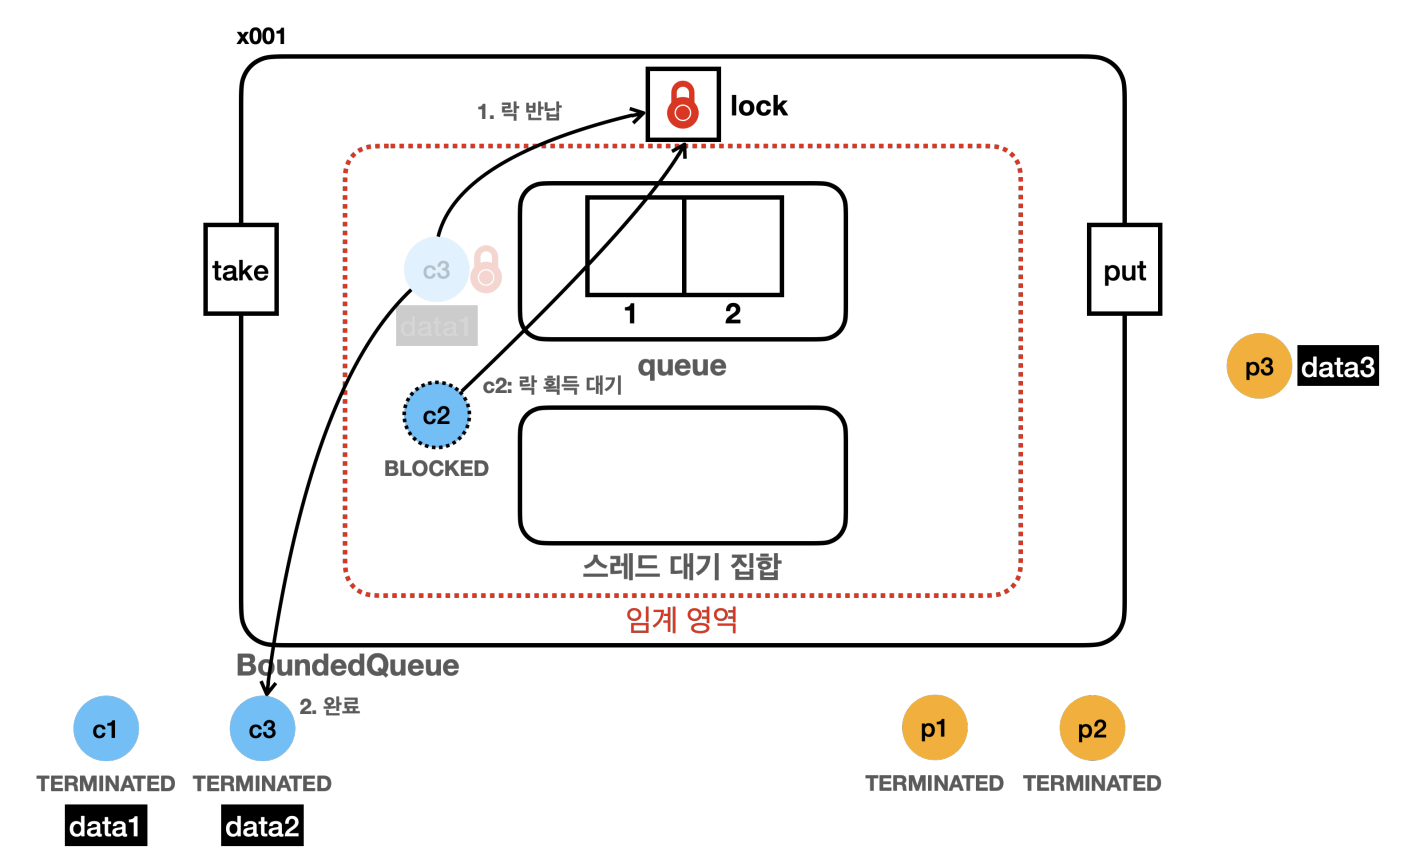 x001
1. 락 반납
lock
take
c3
data1
1
2
queue
put
p3
data3
c2: 락 획득 대기
c2
BLOCKED
스레드 대기 집합
임계 영역
BoundedQueue
2. 완료
c1
TERMINATED
data1
c3
TERMINATED
data2
p1
TERMINATED
p2
TERMINATED